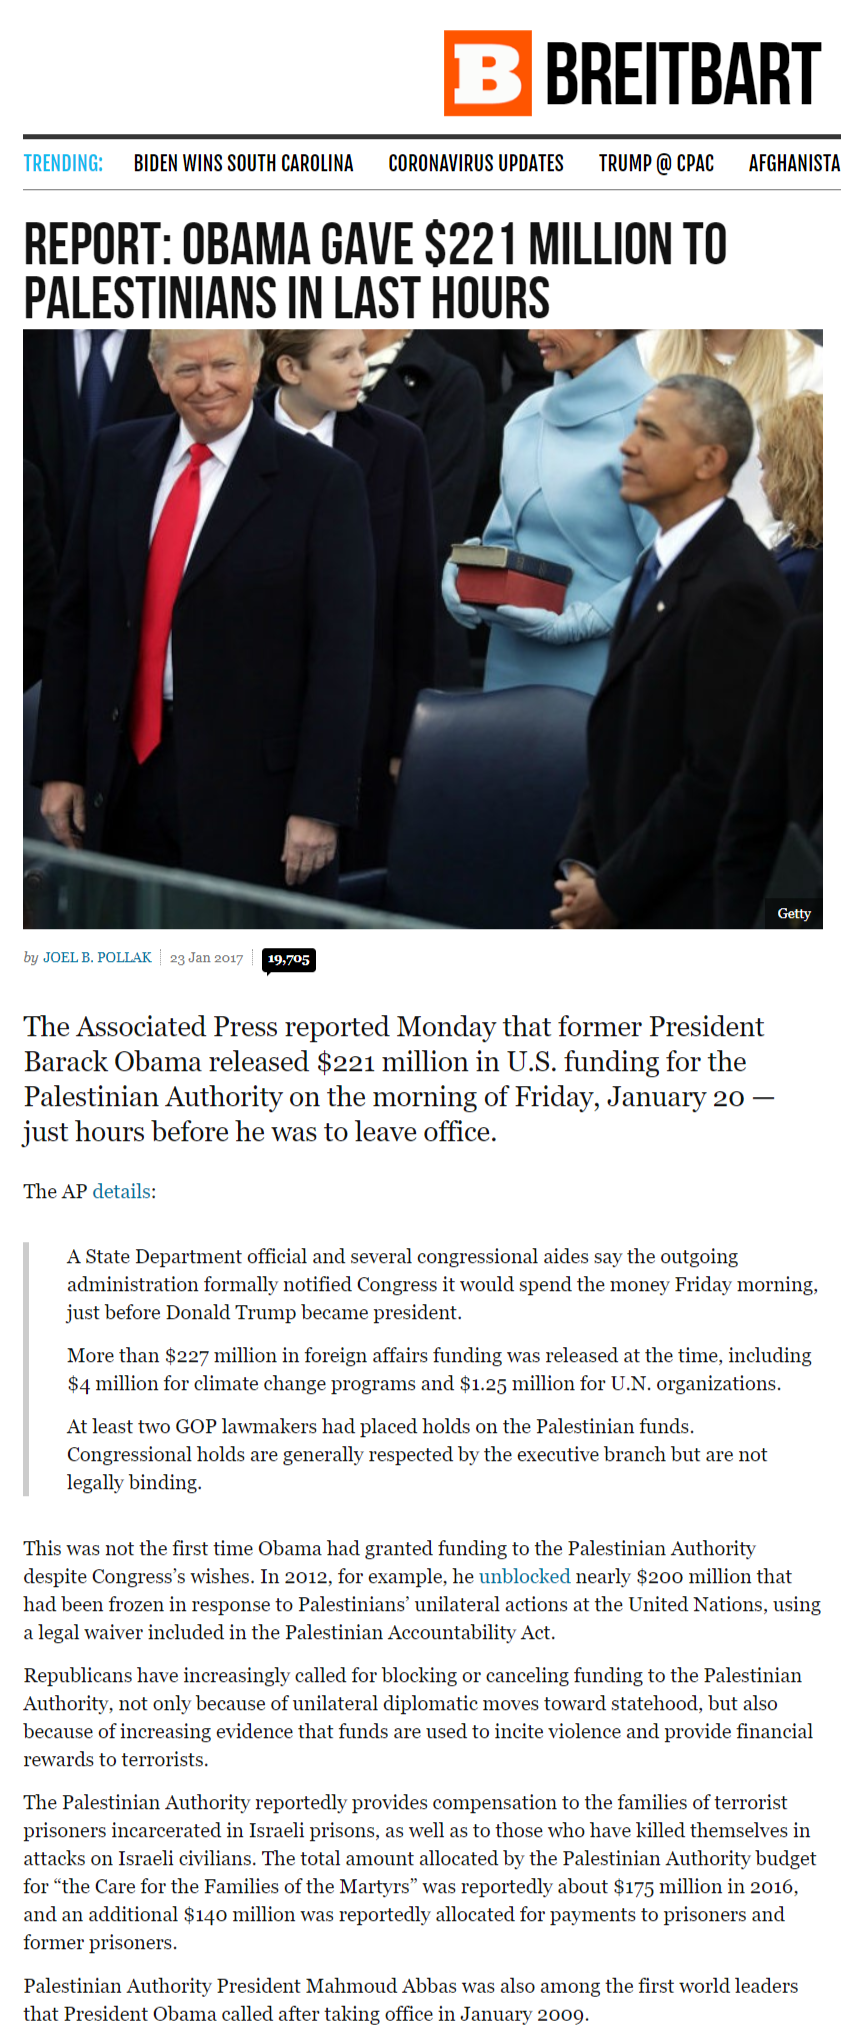 B BREITBART
TRENDING: BIDEN WINS SOUTH CAROLINA CORONAVIRUS UPDATES TRUMP @ CPAC AFGHANISTA
REPORT: OBAMA GAVE $221 MILLION TO
PALESTINIANS IN LAST HOURS
Getty
by JOEL B. POLLAK 23 Jan 2017 19,705
The Associated Press reported Monday that former President
Barack Obama released $221 million in U.S. funding for the
Palestinian Authority on the morning of Friday, January 20 —
just hours before he was to leave office.
The AP details:
A State Department official and several congressional aides say the outgoing
administration formally notified Congress it would spend the money Friday morning,
just before Donald Trump became president.
More than $227 million in foreign affairs funding was released at the time, including
$4 million for climate change programs and $1.25 million for U.N. organizations.
At least two GOP lawmakers had placed holds on the Palestinian funds.
Congressional holds are generally respected by the executive branch but are not
legally binding.
This was not the first time Obama had granted funding to the Palestinian Authority
despite Congress’s wishes. In 2012, for example, he unblocked nearly $200 million that
had been frozen in response to Palestinians’ unilateral actions at the United Nations, using
a legal waiver included in the Palestinian Accountability Act.
Republicans have increasingly called for blocking or canceling funding to the Palestinian
Authority, not only because of unilateral diplomatic moves toward statehood, but also
because of increasing evidence that funds are used to incite violence and provide financial
rewards to terrorists.
The Palestinian Authority reportedly provides compensation to the families of terrorist
prisoners incarcerated in Israeli prisons, as well as to those who have killed themselves in
attacks on Israeli civilians. The total amount allocated by the Palestinian Authority budget
for “the Care for the Families of the Martyrs” was reportedly about $175 million in 2016,
and an additional $140 million was reportedly allocated for payments to prisoners and
former prisoners.
Palestinian Authority President Mahmoud Abbas was also among the first world leaders
that President Obama called after taking office in January 2009.